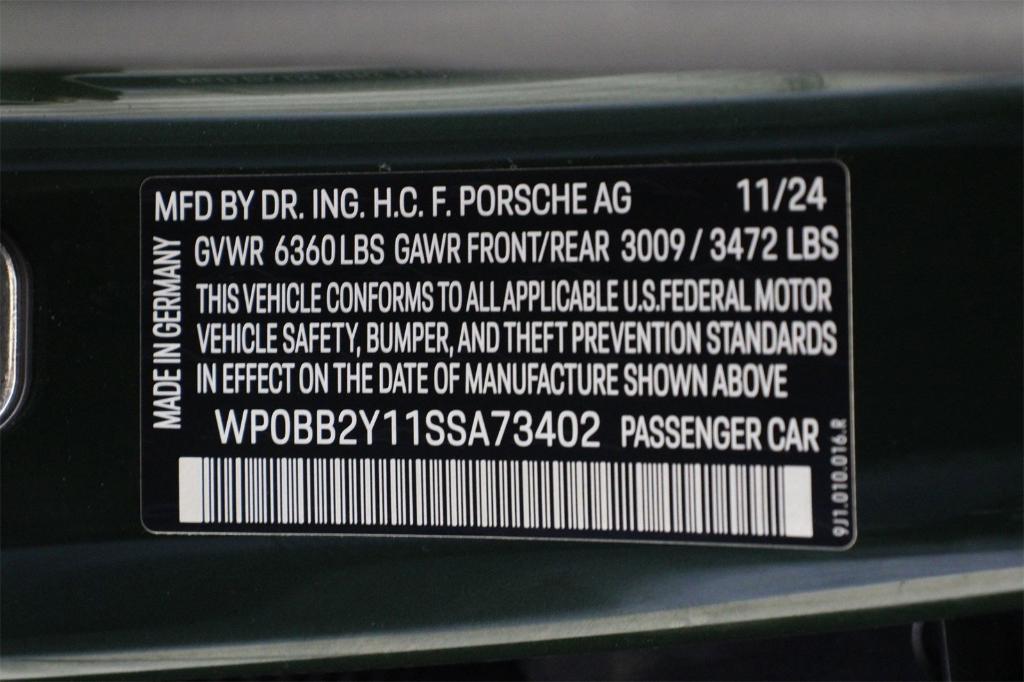 MFD BY DR. ING. H.C. F. PORSCHE AG 11/24
GVWR 6360 LBS GAWR FRONT/REAR 3009 / 3472 LBS
THIS VEHICLE CONFORMS TO ALL APPLICABLE U.S.FEDERAL MOTOR
VEHICLE SAFETY, BUMPER, AND THEFT PREVENTION STANDARDS
IN EFFECT ON THE DATE OF MANUFACTURE SHOWN ABOVE
WP0BB2Y11SSA73402 PASSENGER CAR
MADE IN GERMANY
9J1.010.016.R